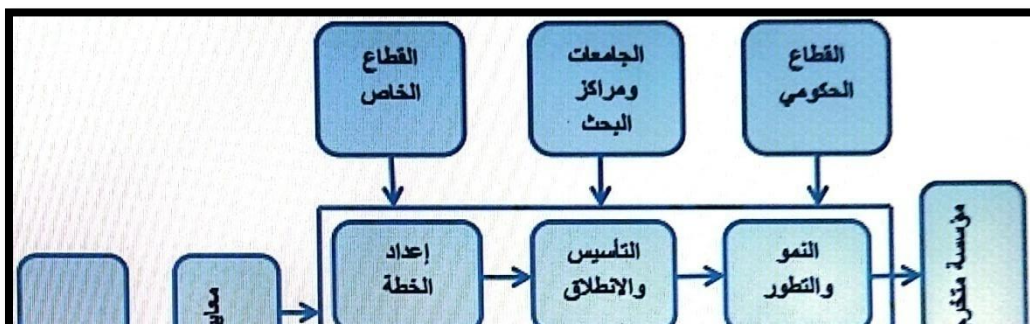 القطاع
الحكومي
الجامعات
ومراكز
البحث
القطاع
الخاص
إعداد
الخطة
التأسيس
والانطلاق
النمو
والتطور
مؤسسة